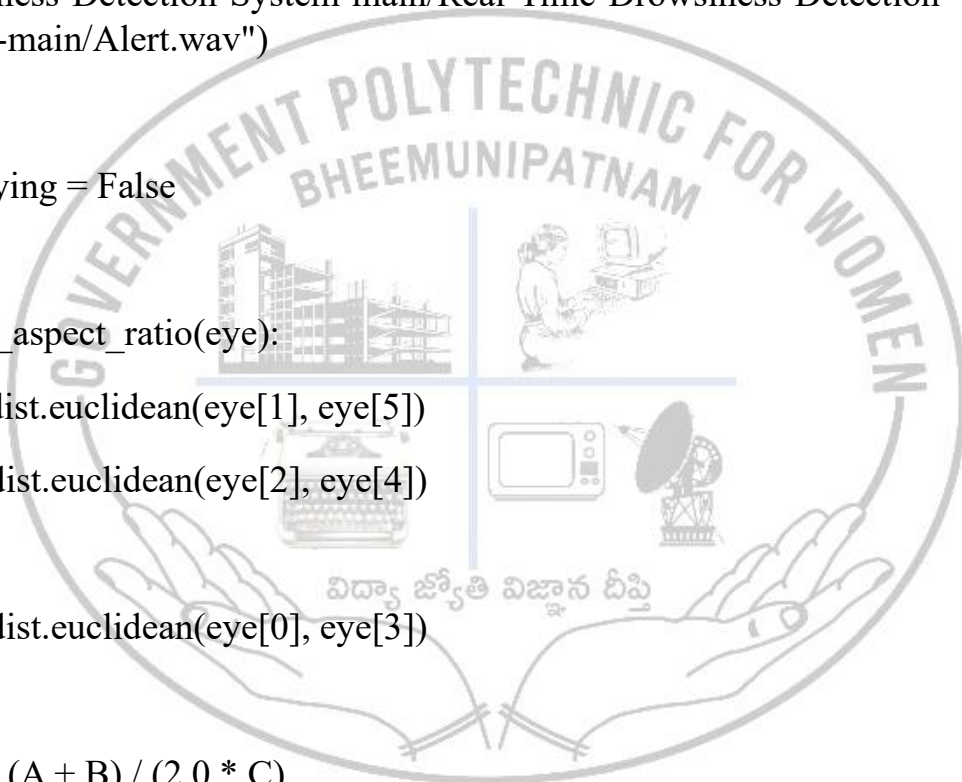 ness Detection System-main/Real Time Drowsiness Detection
-main/Alert.wav")
ying = False
_aspect_ratio(eye):
dist.euclidean(eye[1], eye[5])
dist.euclidean(eye[2], eye[4])
dist.euclidean(eye[0], eye[3])
(A + B) / (2.0 * C)
GOVERNMENT POLYTECHNIC FOR WOMEN
BHEEMUNIPATNAM
విద్యా జ్యోతి విజ్ఞాన దీప్తి